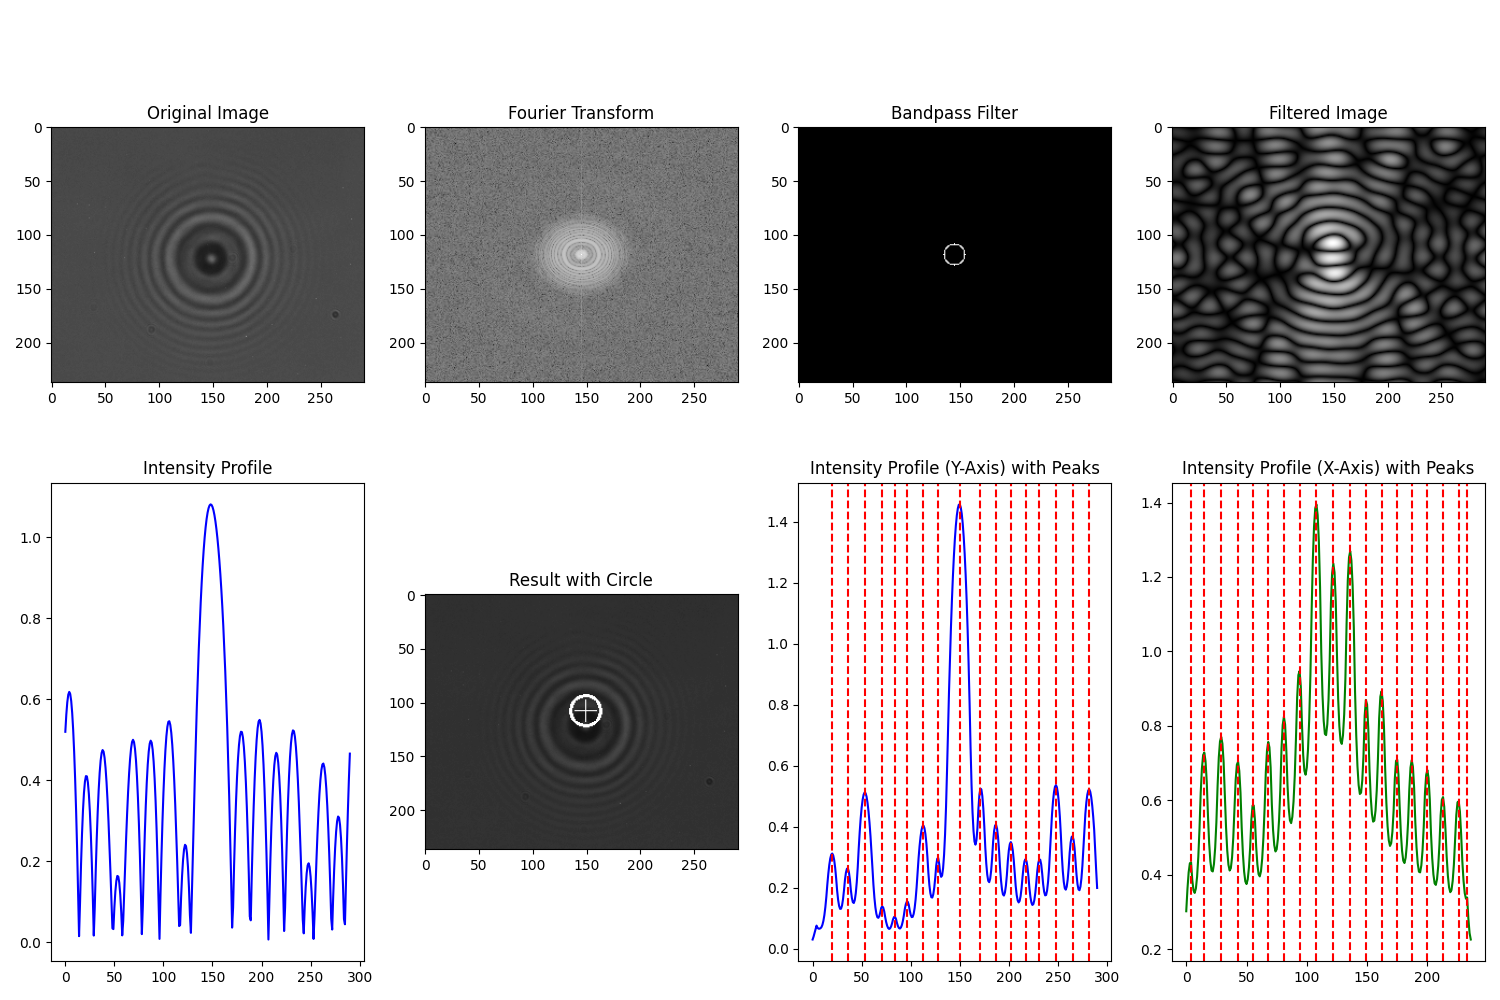 Original Image
Fourier Transform
Bandpass Filter
Filtered Image
0
50
100
150
200
0 50 100 150 200 250
0
50
100
150
200
0 50 100 150 200 250
0
50
100
150
200
0 50 100 150 200 250
0
50
100
150
200
0 50 100 150 200 250
Intensity Profile
1.0
0.8
0.6
0.4
0.2
0.0
0 50 100 150 200 250 300
Result with Circle
0
50
100
150
200
0 50 100 150 200 250
Intensity Profile (Y-Axis) with Peaks
1.4
1.2
1.0
0.8
0.6
0.4
0.2
0.0
0 50 100 150 200 250 300
Intensity Profile (X-Axis) with Peaks
1.4
1.2
1.0
0.8
0.6
0.4
0.2
0 50 100 150 200